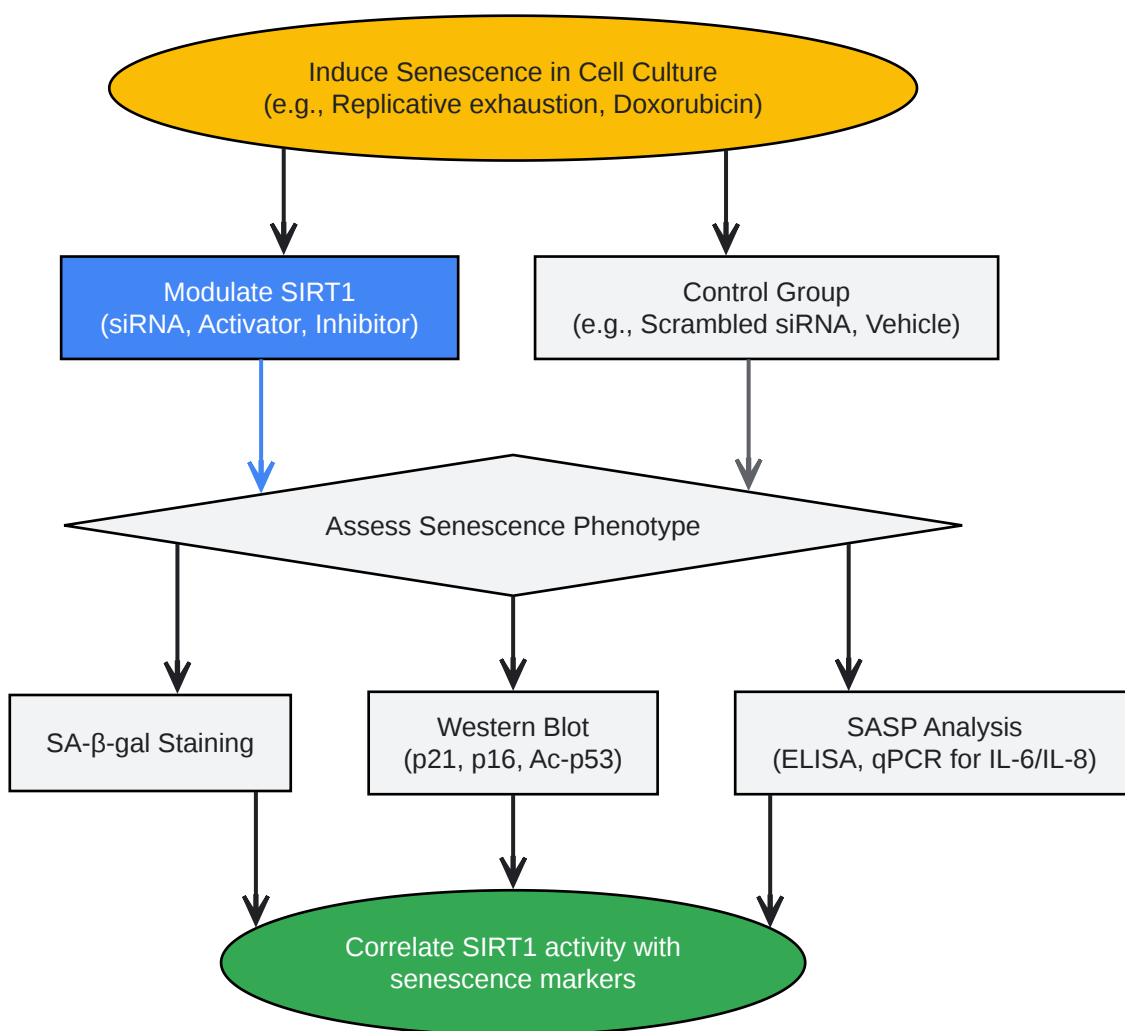 Induce Senescence in Cell Culture
(e.g., Replicative exhaustion, Doxorubicin)
Modulate SIRT1
(siRNA, Activator, Inhibitor)
Control Group
(e.g., Scrambled siRNA, Vehicle)
Assess Senescence Phenotype
SA-β-gal Staining
Western Blot
(p21, p16, Ac-p53)
SASP Analysis
(ELISA, qPCR for IL-6/IL-8)
Correlate SIRT1 activity with
senescence markers